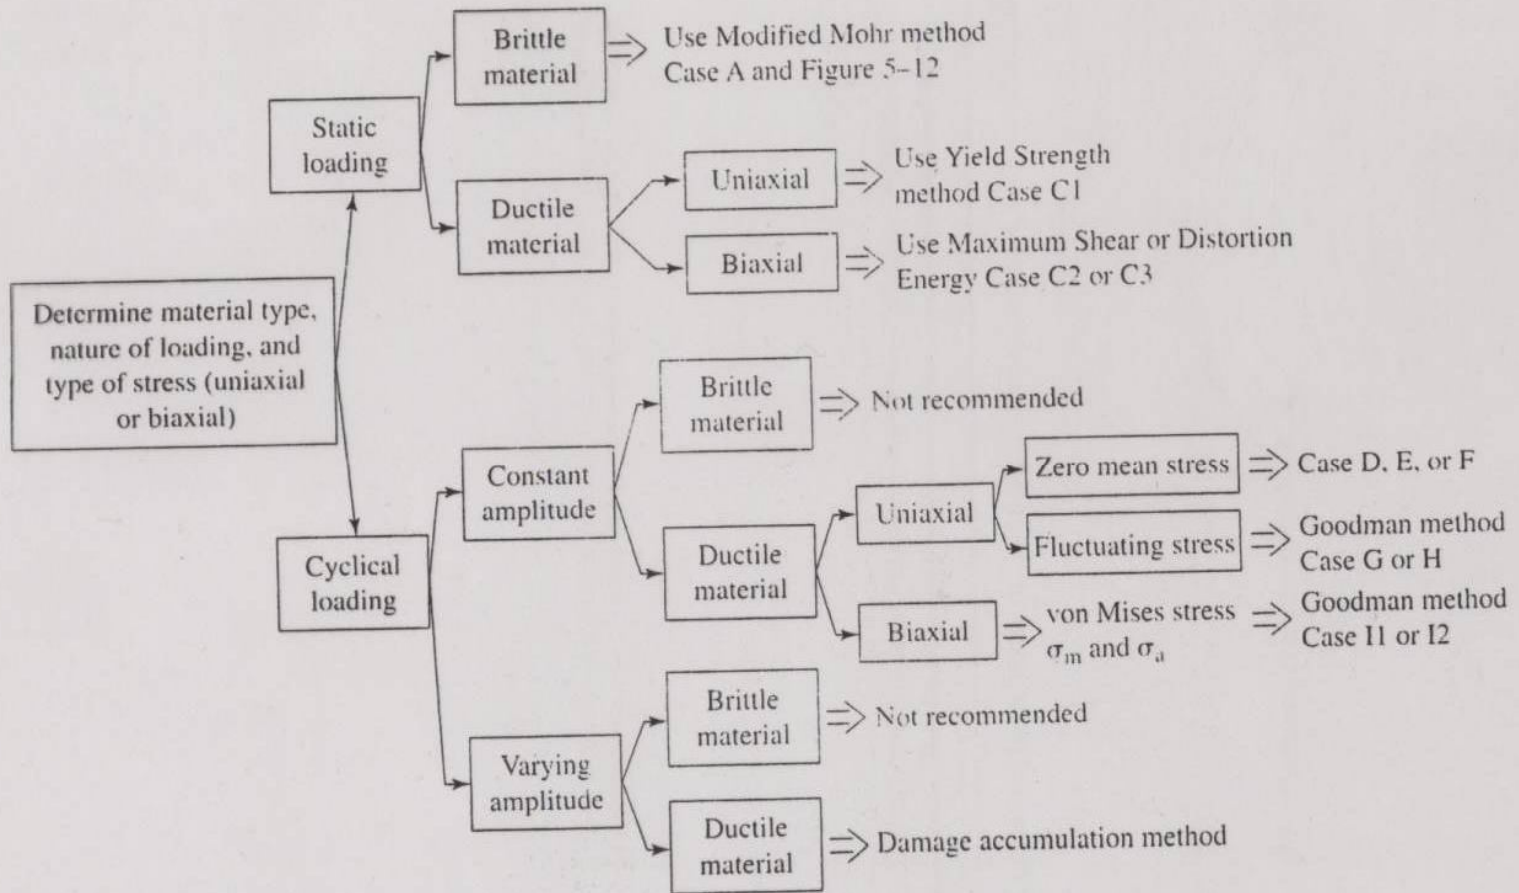 Brittle
material
Use Modified Mohr method
Case A and Figure 5–12
Static
loading
Ductile
material
Uniaxial
Use Yield Strength
method Case C1
Biaxial
Use Maximum Shear or Distortion
Energy Case C2 or C3
Determine material type,
nature of loading, and
type of stress (uniaxial
or biaxial)
Cyclical
loading
Constant
amplitude
Brittle
material
Not recommended
Ductile
material
Uniaxial
Zero mean stress
Case D, E, or F
Fluctuating stress
Goodman method
Case G or H
Biaxial
von Mises stress
σm and σa
Goodman method
Case I1 or I2
Varying
amplitude
Brittle
material
Not recommended
Ductile
material
Damage accumulation method